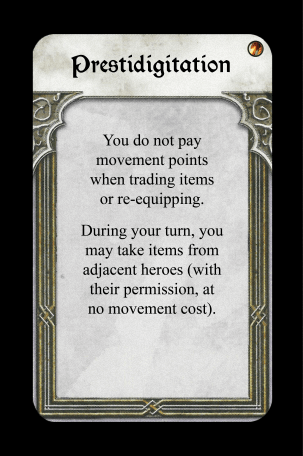 Prestidigitation
You do not pay
movement points
when trading items
or re-equipping.
During your turn, you
may take items from
adjacent heroes (with
their permission, at
no movement cost).